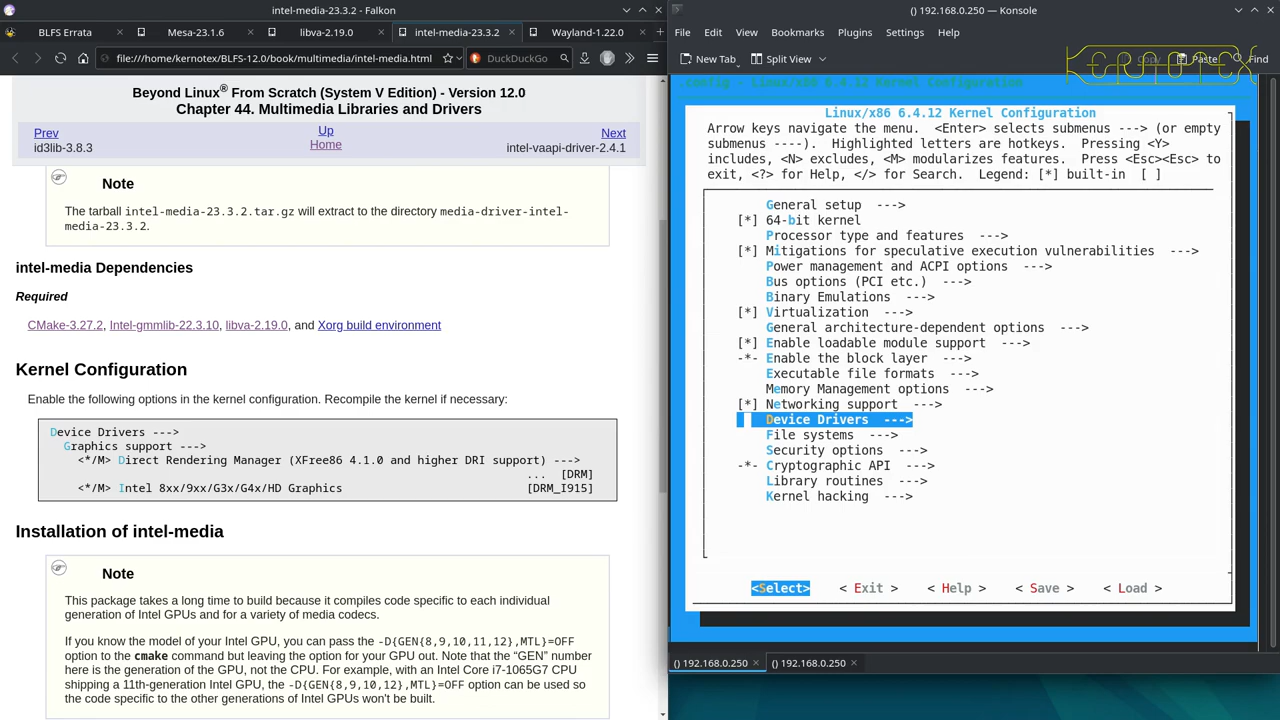 intel-media-23.3.2 - Falkon
BLFS Errata
Mesa-23.1.6
libva-2.19.0
intel-media-23.3.2
Wayland-1.22.0
file:///home/kernotex/BLFS-12.0/book/multimedia/intel-media.html
DuckDuckGo
Beyond Linux® From Scratch (System V Edition) - Version 12.0
Chapter 44. Multimedia Libraries and Drivers
Prev
Up
Next
id3lib-3.8.3
Home
intel-vaapi-driver-2.4.1
Note
The tarball intel-media-23.3.2.tar.gz will extract to the directory media-driver-intel-
media-23.3.2.
intel-media Dependencies
Required
CMake-3.27.2, Intel-gmmlib-22.3.10, libva-2.19.0, and Xorg build environment
Kernel Configuration
Enable the following options in the kernel configuration. Recompile the kernel if necessary:
Device Drivers --->
Graphics support --->
<*/M> Direct Rendering Manager (XFree86 4.1.0 and higher DRI support) --->
... [DRM]
<*/M> Intel 8xx/9xx/G3x/G4x/HD Graphics [DRM_I915]
Installation of intel-media
Note
This package takes a long time to build because it compiles code specific to each individual
generation of Intel GPUs and for a variety of media codecs.
If you know the model of your Intel GPU, you can pass the -D{GEN{8,9,10,11,12},MTL}=OFF
option to the cmake command but leaving the option for your GPU out. Note that the “GEN” number
here is the generation of the GPU, not the CPU. For example, with an Intel Core i7-1065G7 CPU
shipping a 11th-generation Intel GPU, the -D{GEN{8,9,10,12},MTL}=OFF option can be used so
the code specific to the other generations of Intel GPUs won't be built.
() 192.168.0.250 — Konsole
File Edit View Bookmarks Plugins Settings Help
New Tab
Split View
Copy
Paste
Find
KERNOTEX
.config - Linux/x86 6.4.12 Kernel Configuration
Linux/x86 6.4.12 Kernel Configuration
Arrow keys navigate the menu. <Enter> selects submenus ---> (or empty
submenus ----). Highlighted letters are hotkeys. Pressing <Y>
includes, <N> excludes, <M> modularizes features. Press <Esc><Esc> to
exit, <?> for Help, </> for Search. Legend: [*] built-in [ ]
General setup --->
[*] 64-bit kernel
Processor type and features --->
[*] Mitigations for speculative execution vulnerabilities --->
Power management and ACPI options --->
Bus options (PCI etc.) --->
Binary Emulations --->
[*] Virtualization --->
General architecture-dependent options --->
[*] Enable loadable module support --->
-*- Enable the block layer --->
Executable file formats --->
Memory Management options --->
[*] Networking support --->
Device Drivers --->
File systems --->
Security options --->
-*- Cryptographic API --->
Library routines --->
Kernel hacking --->
<Select> < Exit > < Help > < Save > < Load >
() 192.168.0.250
() 192.168.0.250